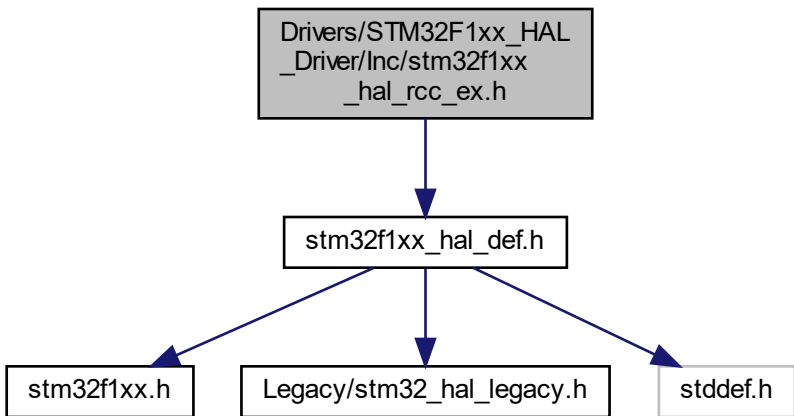 Drivers/STM32F1xx_HAL
_Driver/Inc/stm32f1xx
_hal_rcc_ex.h
stm32f1xx_hal_def.h
stm32f1xx.h
Legacy/stm32_hal_legacy.h
stddef.h